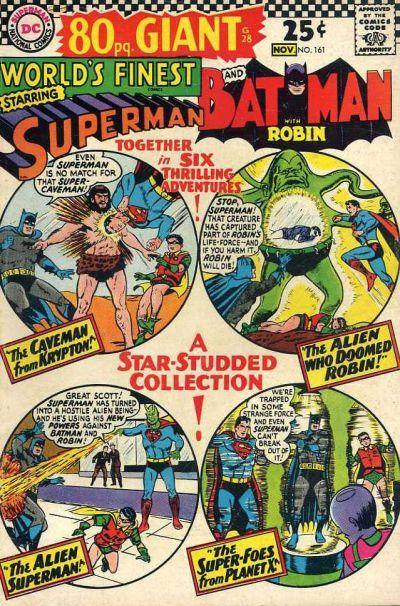 SUPERMAN
DC
NATIONAL COMICS
80 pg. GIANT
G
28
25¢
NOV.
NO. 161
APPROVED
BY THE
COMICS
CODE
AUTHORITY
WORLD'S FINEST
COMICS
STARRING
SUPERMAN
AND
BATMAN
WITH
ROBIN
TOGETHER
in SIX
THRILLING
ADVENTURES
!
EVEN
SUPERMAN
IS NO MATCH FOR
THAT SUPER-
CAVEMAN!
"The CAVEMAN
from KRYPTON!"
STOP,
SUPERMAN!
THAT CREATURE
HAS CAPTURED
PART OF ROBIN'S
LIFE-FORCE--AND
IF YOU HARM IT,
ROBIN
WILL DIE!
"The ALIEN
WHO DOOMED
ROBIN!"
A
STAR-STUDDED
COLLECTION
!
GREAT SCOTT!
SUPERMAN HAS TURNED
INTO A HOSTILE ALIEN BEING--
AND HE'S USING HIS NEW
POWERS AGAINST
BATMAN AND
ROBIN!
"The ALIEN
SUPERMAN!"
WE'RE
TRAPPED
IN SOME
STRANGE FORCE
AND EVEN
SUPERMAN
CAN'T
BREAK
OUT OF
IT!
"The
SUPER-FOES
from PLANET X"